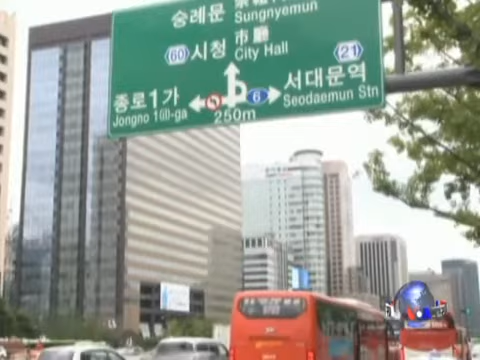 숭례문
Sungnyemun
60 시청 市廳 21
City Hall
종로1가 6 서대문역
Jongno 1(il)-ga Seodaemun Stn
250m
VOA